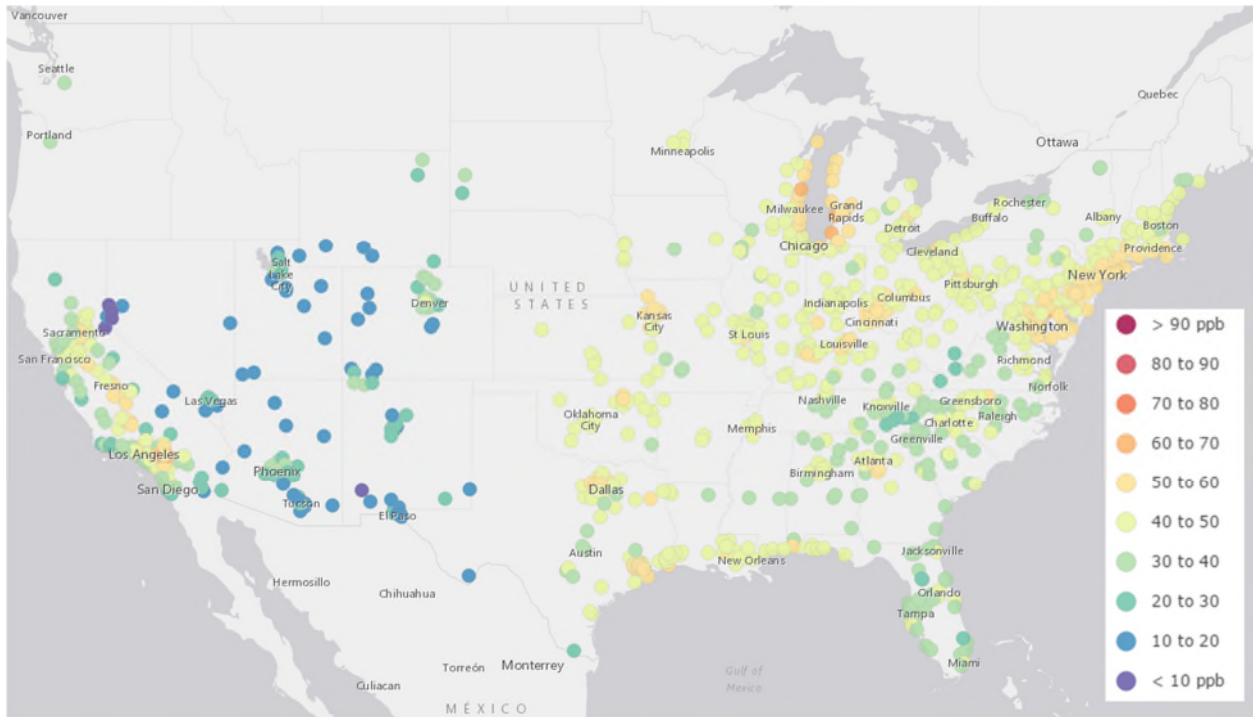 Vancouver
Seattle
Portland
Quebec
Ottawa
Minneapolis
Milwaukee
Grand
Rapids
Detroit
Chicago
Rochester
Buffalo
Albany
Boston
Cleveland
Providence
New York
Salt
Lake
City
Denver
UNITED
STATES
Pittsburgh
Indianapolis
Columbus
Kansas
City
Cincinnati
Washington
St Louis
Louisville
Richmond
Norfolk
Sacramento
San Francisco
Fresno
Las Vegas
Nashville
Knoxville
Greensboro
Raleigh
Oklahoma
City
Memphis
Charlotte
Greenville
Los Angeles
Phoenix
Birmingham
Atlanta
San Diego
Tucson
Dallas
El Paso
Austin
New Orleans
Jacksonville
Hermosillo
Chihuahua
Orlando
Tampa
Torreón
Monterrey
Miami
Culiacan
Gulf of
Mexico
MÉXICO
> 90 ppb
80 to 90
70 to 80
60 to 70
50 to 60
40 to 50
30 to 40
20 to 30
10 to 20
< 10 ppb